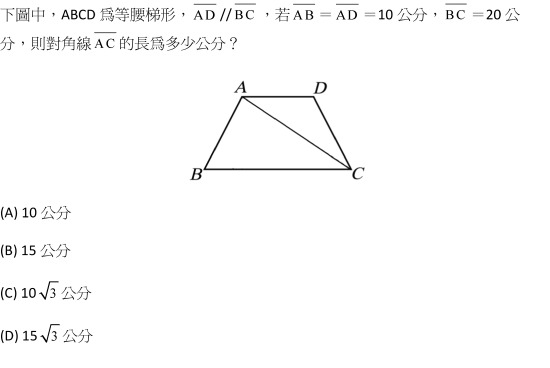 下圖中，ABCD 為等腰梯形， AD // BC ，若 AB = AD =10 公分， BC =20 公
分，則對角線 AC 的長為多少公分？
A D
B C
(A) 10 公分
(B) 15 公分
(C) 10√3 公分
(D) 15√3 公分